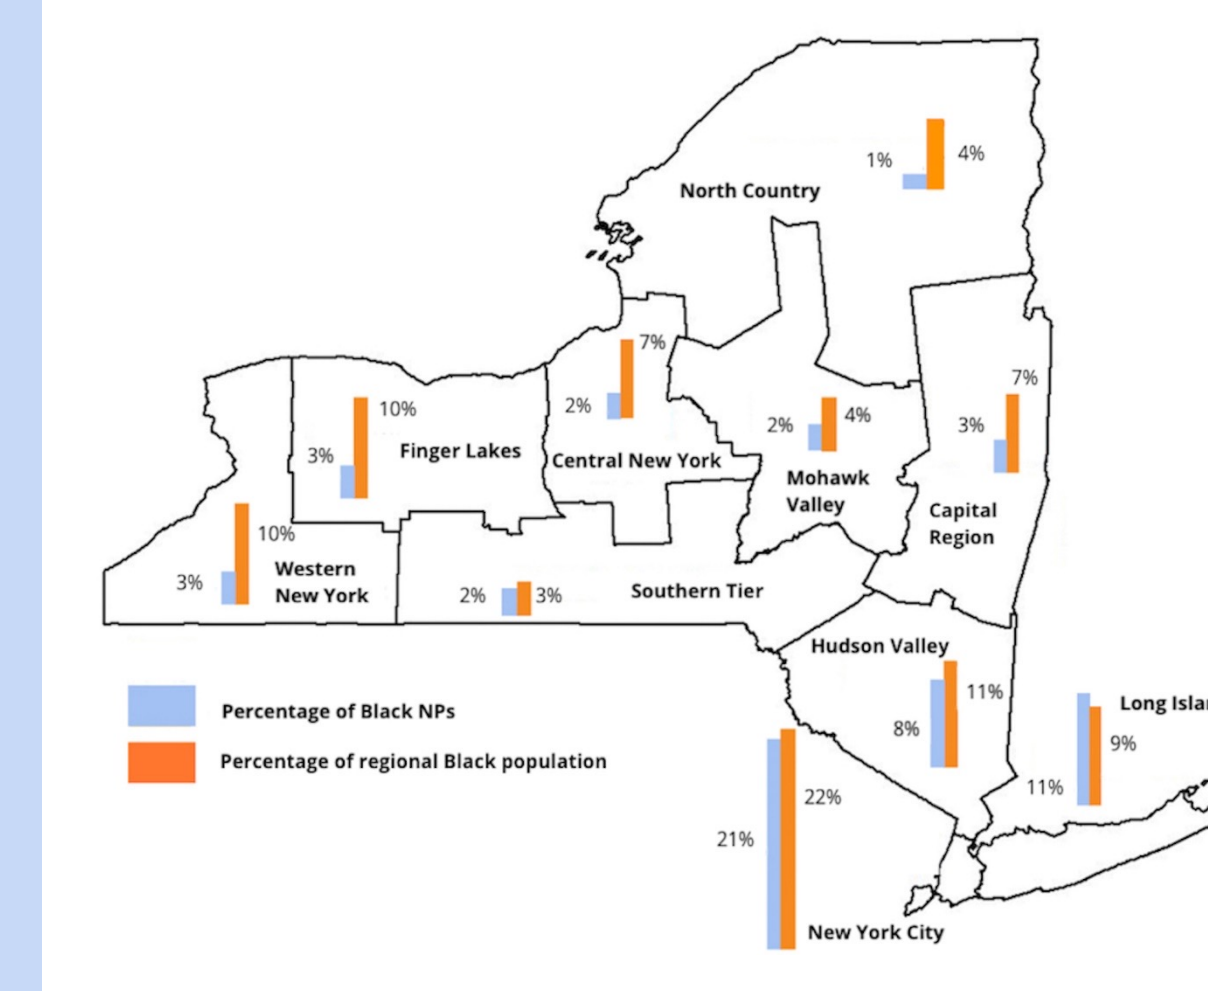 1%
4%
North Country
7%
2%
2%
4%
7%
3%
10%
3%
Finger Lakes
Central New York
Mohawk
Valley
Capital
Region
10%
3%
Western
New York
2%
3%
Southern Tier
Hudson Valley
11%
8%
Long
9%
11%
Percentage of Black NPs
Percentage of regional Black population
22%
21%
New York City